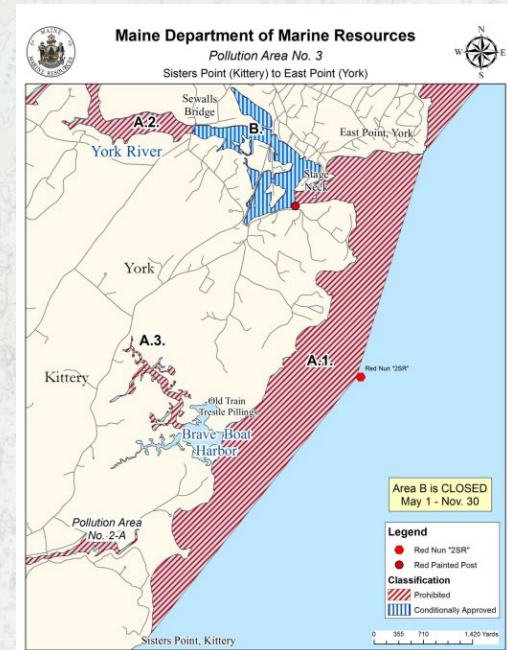 Maine Department of Marine Resources
Pollution Area No. 3
Sisters Point (Kittery) to East Point (York)
MAINE
MARINE RESOURCES
N
W
E
S
A.2.
Sewalls
Bridge
B.
East Point, York
York River
Stage
Neck
York
A.3.
A.1.
Red Nun "2SR"
Kittery
Old Train
Trestle Pilings
Brave Boat
Harbor
Area B is CLOSED
May 1 - Nov. 30
Pollution Area
No. 2-A
Legend
Red Nun "2SR"
Red Painted Post
Classification
Prohibited
Conditionally Approved
Sisters Point, Kittery
0 355 710 1,420 Yards